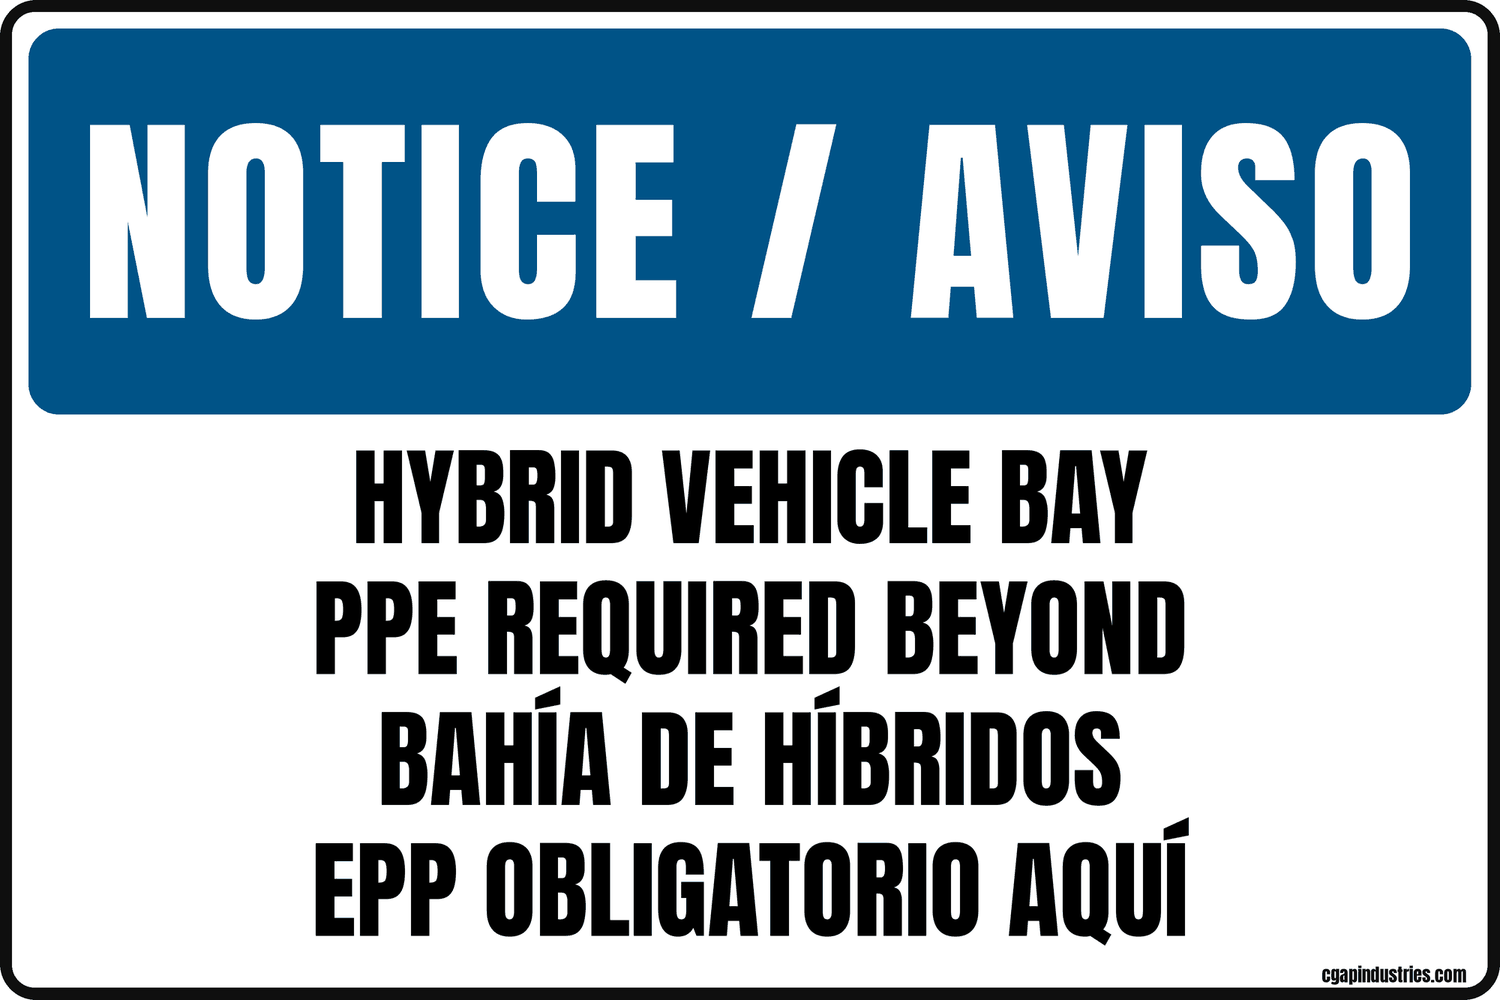 NOTICE / AVISO
HYBRID VEHICLE BAY
PPE REQUIRED BEYOND
BAHÍA DE HÍBRIDOS
EPP OBLIGATORIO AQUÍ
cgapindustries.com